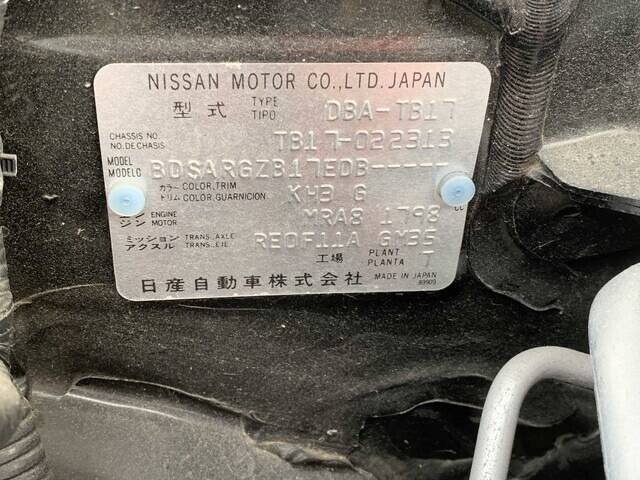 NISSAN MOTOR CO., LTD. JAPAN
型式 TYPE TIPO DBA-TB17
CHASSIS NO. NO. DE CHASIS TB17-022313
MODEL MODELO BDSARGZB17EDB-----
カラー COLOR, TRIM トリム COLOR, GUARNICION KH3 G
エンジン ENGINE MOTOR MRA8 1798 CC
ミッション TRANS., AXLE アクスル TRANS., EJE RE0F11A GM36
工場 PLANT PLANTA T
日産自動車株式会社 MADE IN JAPAN